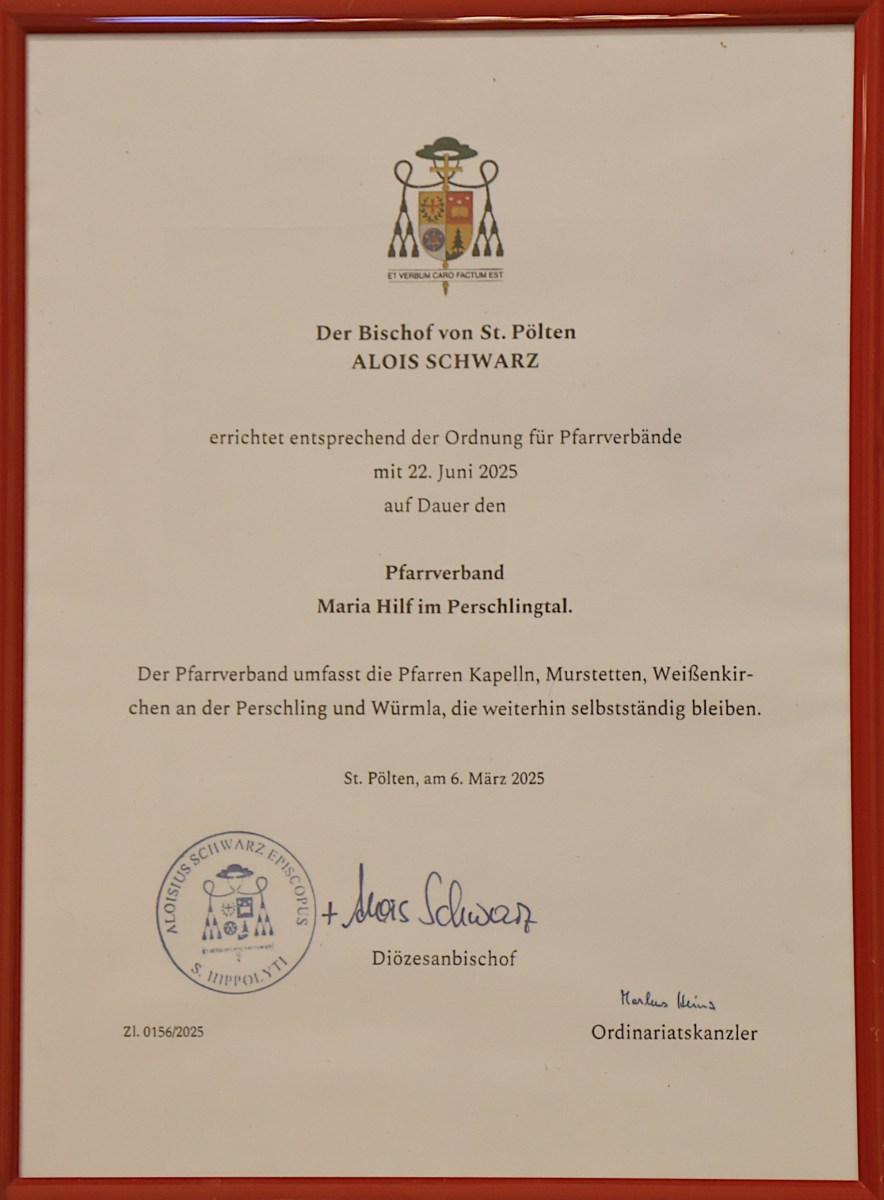 ET VERBUM CARO FACTUM EST
Der Bischof von St. Pölten
ALOIS SCHWARZ
errichtet entsprechend der Ordnung für Pfarrverbände
mit 22. Juni 2025
auf Dauer den
Pfarrverband
Maria Hilf im Perschlingtal.
Der Pfarrverband umfasst die Pfarren Kapelln, Murstetten, Weißenkir-
chen an der Perschling und Würmla, die weiterhin selbstständig bleiben.
St. Pölten, am 6. März 2025
ALOISIUS SCHWARZ EPISCOPUS
S. HIPPOLYTI
+ Alois Schwarz
Diözesanbischof
Markus Heinz
Ordinariatskanzler
Zl. 0156/2025